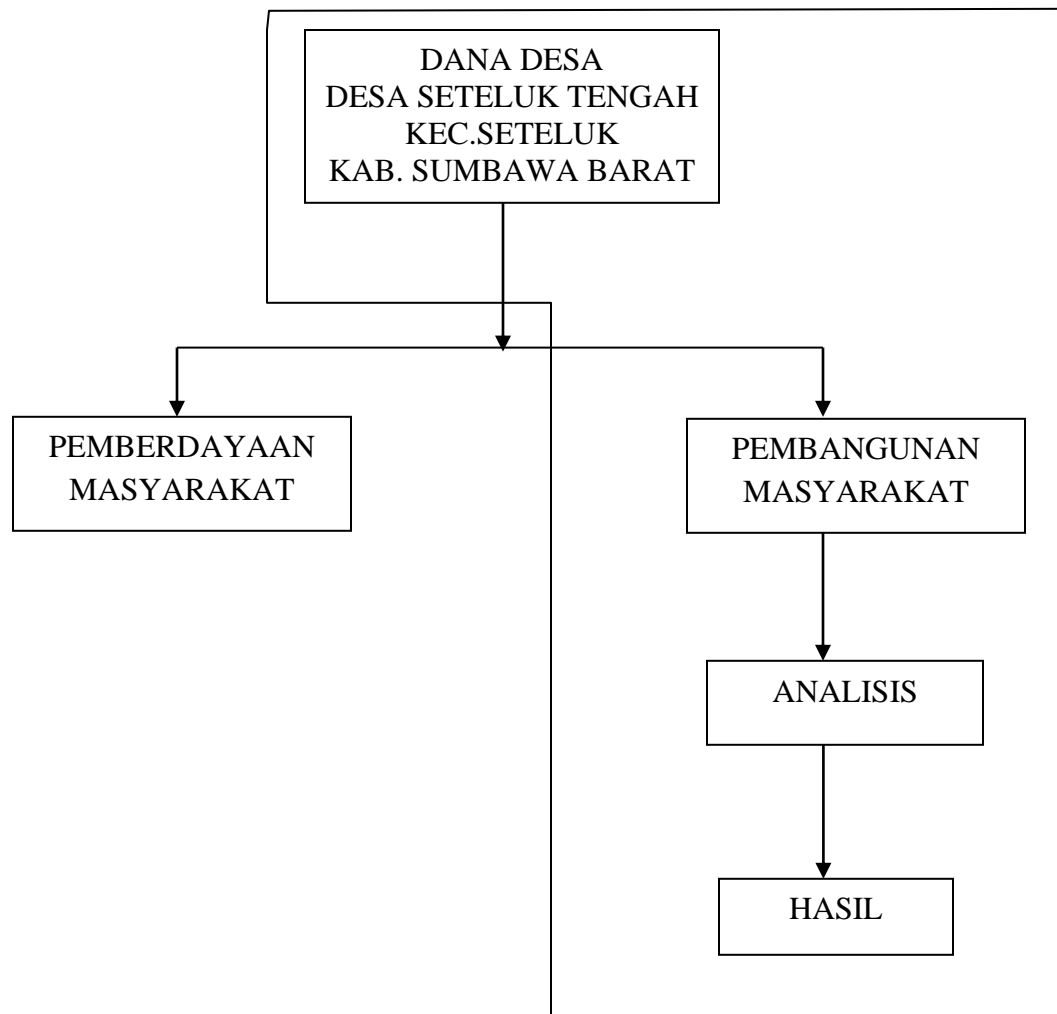 DANA DESA
DESA SETELUK TENGAH
KEC.SETELUK
KAB. SUMBAWA BARAT
PEMBERDAYAAN
MASYARAKAT
PEMBANGUNAN
MASYARAKAT
ANALISIS
HASIL